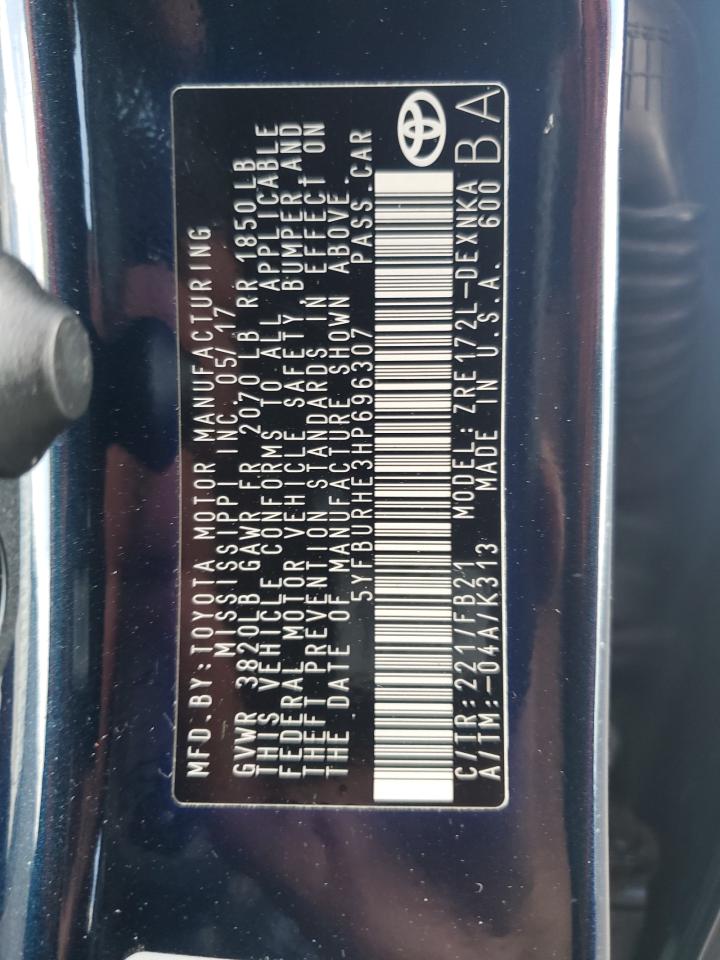 MFD.BY:TOYOTA MOTOR MANUFACTURING
MISSISSIPPI INC.05/17
GVWR 3820LB GAWR FR 2070 LB RR 1850LB
THIS VEHICLE CONFORMS TO ALL APPLICABLE
FEDERAL MOTOR VEHICLE SAFETY, BUMPER AND
THEFT PREVENTION STANDARDS IN EFFECT ON
THE DATE OF MANUFACTURE SHOWN ABOVE.
5YFBURHE3HP696307 PASS.CAR
C/TR:221/FB21 MODEL:ZRE172L-DEXNKA
A/TM:-04A/K313 MADE IN U.S.A. 600
BA